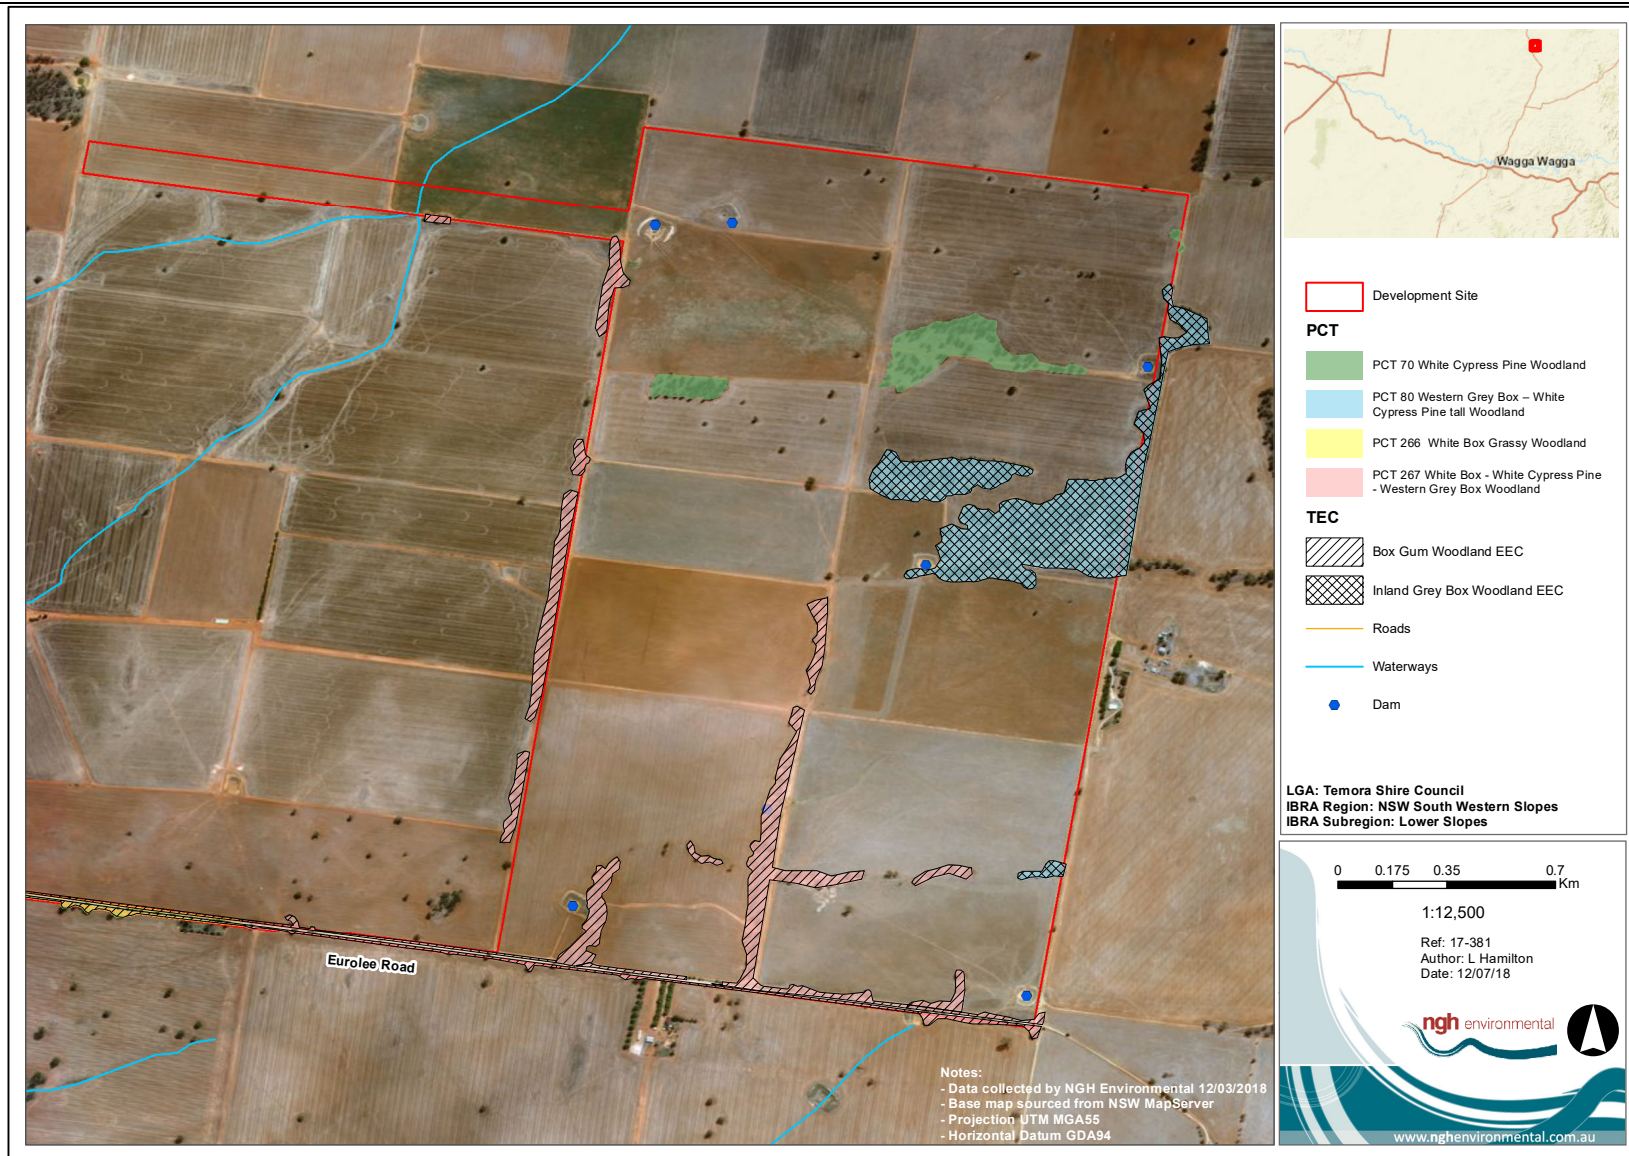 Wagga Wagga
Development Site
PCT
PCT 70 White Cypress Pine Woodland
PCT 80 Western Grey Box – White
Cypress Pine tall Woodland
PCT 266 White Box Grassy Woodland
PCT 267 White Box - White Cypress Pine
- Western Grey Box Woodland
TEC
Box Gum Woodland EEC
Inland Grey Box Woodland EEC
Roads
Waterways
Dam
LGA: Temora Shire Council
IBRA Region: NSW South Western Slopes
IBRA Subregion: Lower Slopes
0 0.175 0.35 0.7
Km
1:12,500
Ref: 17-381
Author: L Hamilton
Date: 12/07/18
ngh environmental
www.nghenvironmental.com.au
Eurolee Road
Notes:
- Data collected by NGH Environmental 12/03/2018
- Base map sourced from NSW MapServer
- Projection UTM MGA55
- Horizontal Datum GDA94